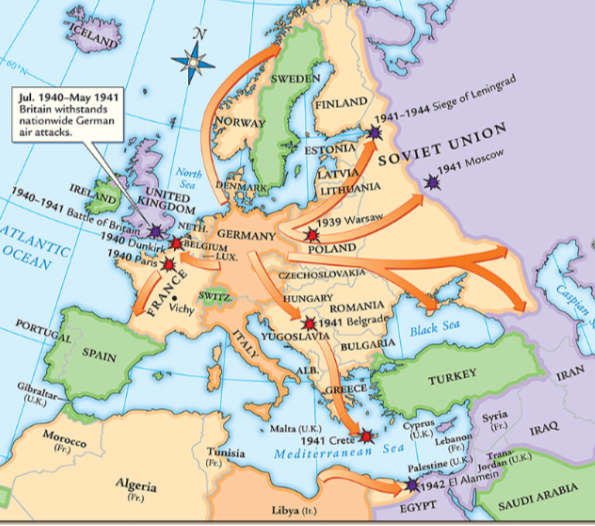 ICELAND
N
60°N
Jul. 1940–May 1941
Britain withstands
nationwide German
air attacks.
SWEDEN
FINLAND
NORWAY
1941–1944 Siege of Leningrad
ESTONIA
SOVIET UNION
1941 Moscow
LATVIA
LITHUANIA
North
Sea
DENMARK
IRELAND
UNITED
KINGDOM
1940–1941 Battle of Britain
NETH.
1940 Dunkirk
BELGIUM
GERMANY
1939 Warsaw
POLAND
LUX.
1940 Paris
ATLANTIC
OCEAN
FRANCE
Vichy
SWITZ.
CZECHOSLOVAKIA
HUNGARY
ROMANIA
1941 Belgrade
YUGOSLAVIA
BULGARIA
Black Sea
Caspian S
ITALY
PORTUGAL
SPAIN
ALB.
GREECE
TURKEY
Gibraltar
(U.K.)
Malta (U.K.)
1941 Crete
Mediterranean Sea
Cyprus
(U.K.)
Syria
(Fr.)
IRAN
IRAQ
Lebanon
(Fr.)
Palestine (U.K.)
Trans-
Jordan (U.K.)
Morocco
(Fr.)
Algeria
(Fr.)
Tunisia
(Fr.)
Libya (It.)
1942 El Alamein
EGYPT
SAUDI ARABIA